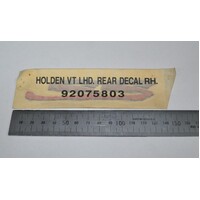 HOLDEN VT LHD. REAR DECAL RH.
92075803